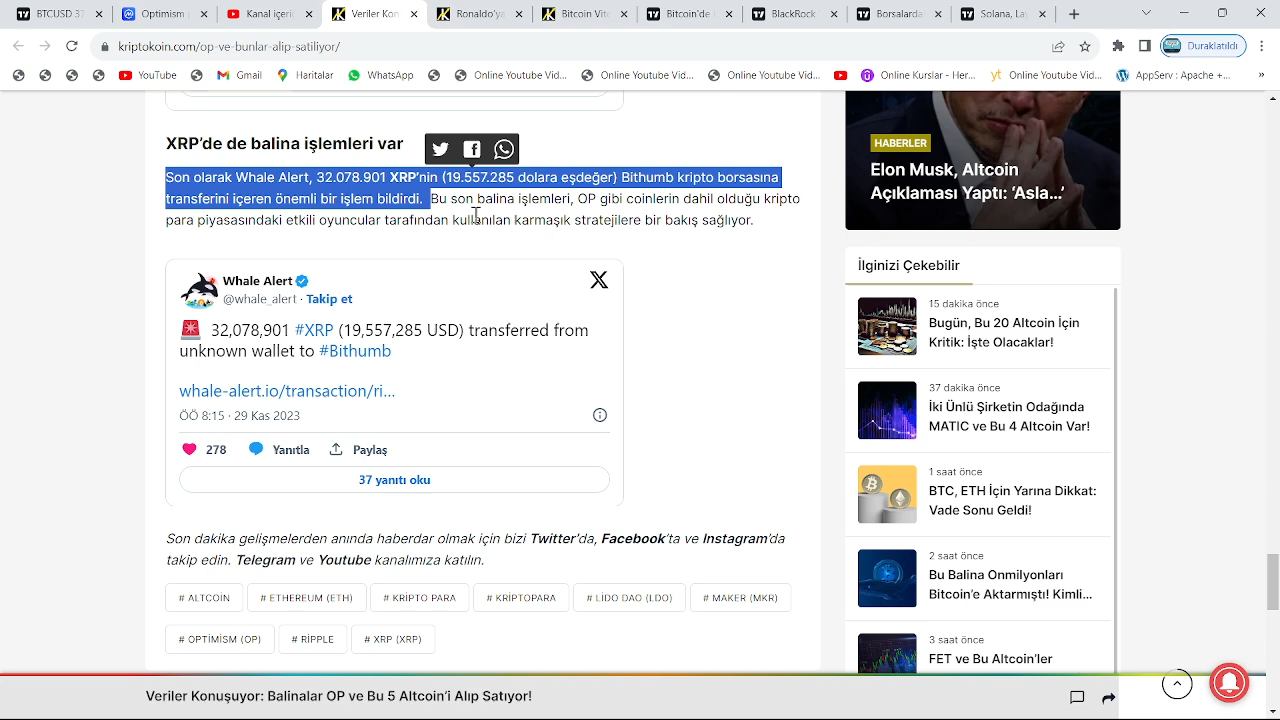 BTCUSD 37
Optimism (
Kanal içeri
Veriler Kon
Ronaldo'ya
Bitcoin Vite
Bitcoin'de
BlackRock
Borsalarda
Solana, La
kriptokoin.com/op-ve-bunlar-alip-satiliyor/
Duraklatıldı
YouTube
Gmail
Haritalar
WhatsApp
Online Youtube Vid...
Online Youtube Vid...
Online Youtube Vid...
Online Kurslar - Her...
Online Youtube Vid...
AppServ : Apache +...
»
XRP'de de balina işlemleri var
Son olarak Whale Alert, 32.078.901 XRP'nin (19.557.285 dolara eşdeğer) Bithumb kripto borsasına
transferini içeren önemli bir işlem bildirdi. Bu son balina işlemleri, OP gibi coinlerin dahil olduğu kripto
para piyasasındaki etkili oyuncular tarafından kullanılan karmaşık stratejilere bir bakış sağlıyor.
Whale Alert
@whale_alert · Takip et
32,078,901 #XRP (19,557,285 USD) transferred from
unknown wallet to #Bithumb
whale-alert.io/transaction/ri...
ÖÖ 8:15 · 29 Kas 2023
278 Yanıtla Paylaş
37 yanıtı oku
Son dakika gelişmelerden anında haberdar olmak için bizi Twitter'da, Facebook'ta ve Instagram'da
takip edin. Telegram ve Youtube kanalımıza katılın.
# ALTCOIN # ETHEREUM (ETH) # KRİPTO PARA # KRİPTOPARA # LIDO DAO (LDO) # MAKER (MKR)
# OPTİMİSM (OP) # RİPPLE # XRP (XRP)
HABERLER
Elon Musk, Altcoin
Açıklaması Yaptı: 'Asla...'
İlginizi Çekebilir
15 dakika önce
Bugün, Bu 20 Altcoin İçin
Kritik: İşte Olacaklar!
37 dakika önce
İki Ünlü Şirketin Odağında
MATIC ve Bu 4 Altcoin Var!
1 saat önce
BTC, ETH İçin Yarına Dikkat:
Vade Sonu Geldi!
2 saat önce
Bu Balina Onmilyonları
Bitcoin'e Aktarmıştı! Kimli...
3 saat önce
FET ve Bu Altcoin'ler
Veriler Konuşuyor: Balinalar OP ve Bu 5 Altcoin'i Alıp Satıyor!